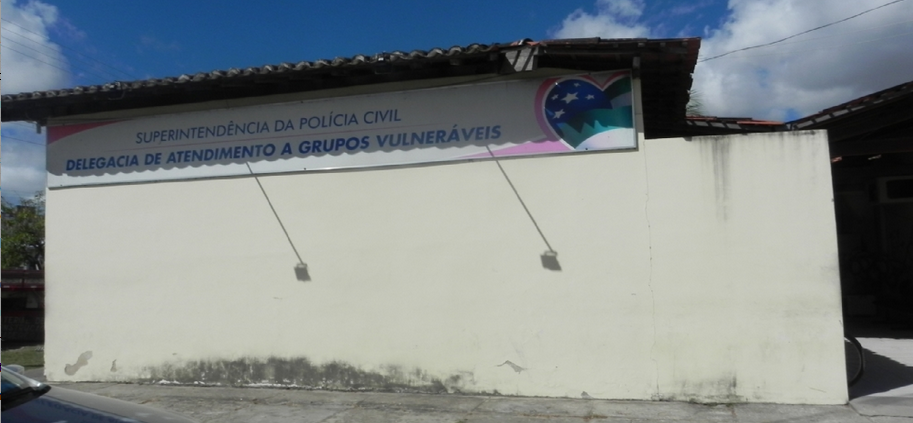 SUPERINTENDÊNCIA DA POLÍCIA CIVIL
DELEGACIA DE ATENDIMENTO A GRUPOS VULNERÁVEIS